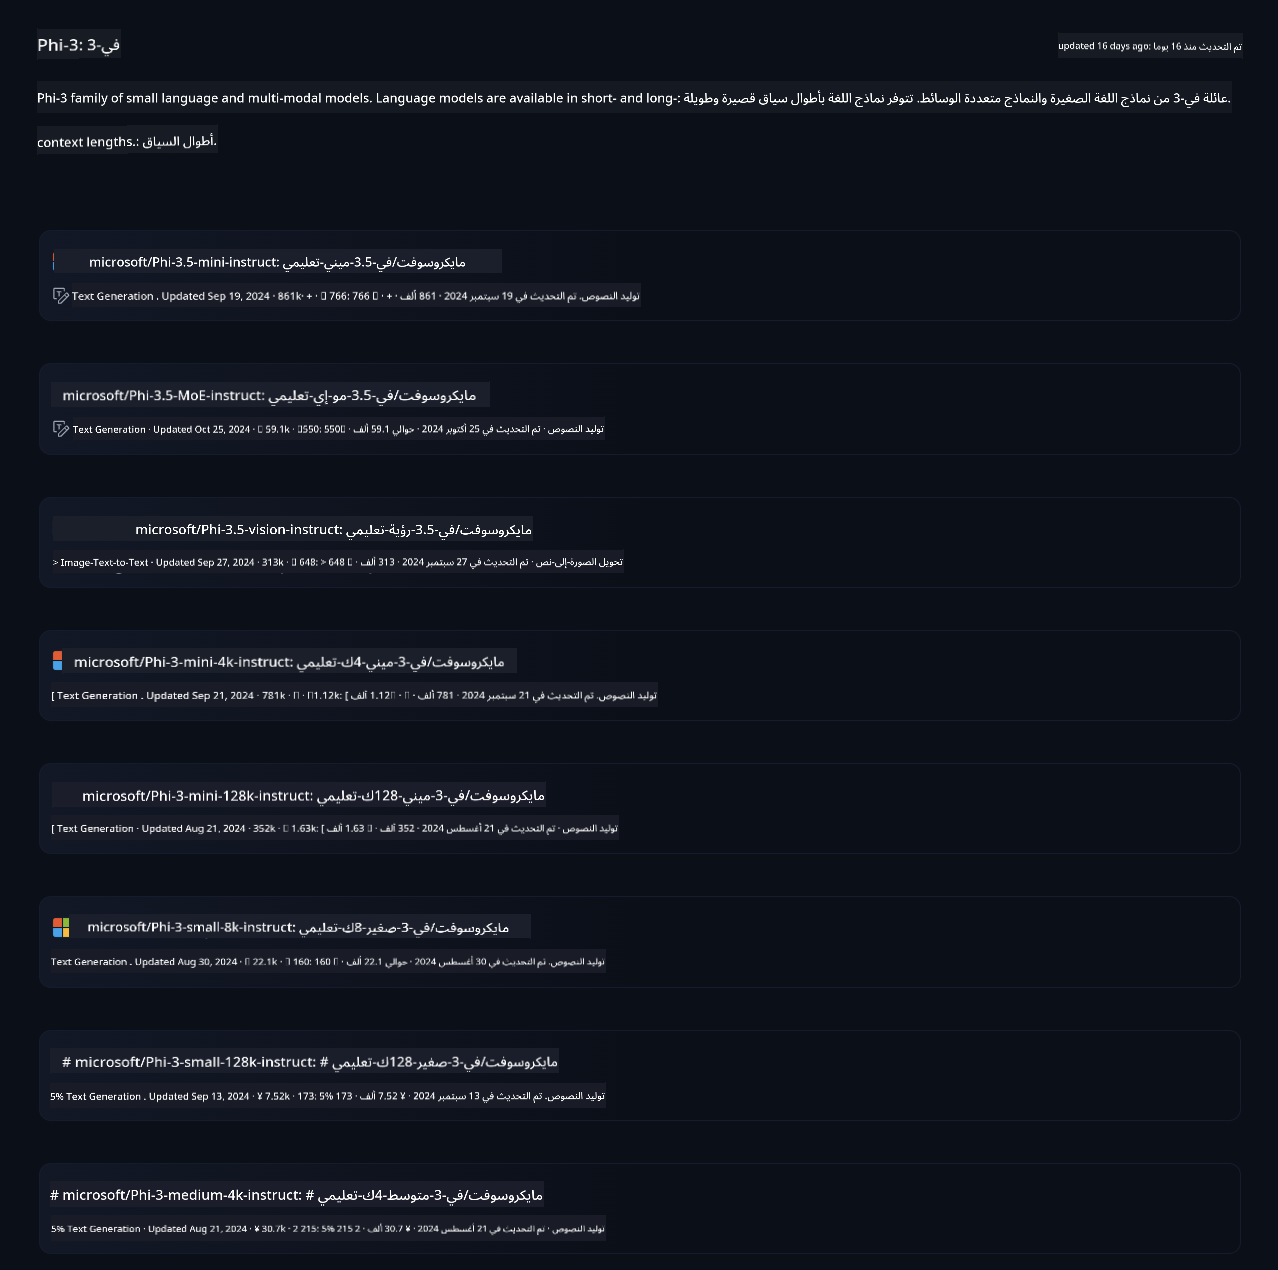 Phi-3: في-3
updated 16 days ago: تم التحديث منذ 16 يوما
Phi-3 family of small language and multi-modal models. Language models are available in short- and long-: عائلة في-3 من نماذج اللغة الصغيرة والنماذج متعددة الوسائط. تتوفر نماذج اللغة بأطوال سياق قصيرة وطويلة.
context lengths.: أطوال السياق.
microsoft/Phi-3.5-mini-instruct: مايكروسوفت/في-3.5-ميني-تعليمي
Text Generation . Updated Sep 19, 2024 · 861k· + · 766: 766 · + · توليد النصوص. تم التحديث في 19 سبتمبر 2024 · 861 ألف
microsoft/Phi-3.5-MoE-instruct: مايكروسوفت/في-3.5-مو-إي-تعليمي
Text Generation · Updated Oct 25, 2024 · 59.1k · 550: 550 · توليد النصوص · تم التحديث في 25 أكتوبر 2024 · حوالي 59.1 ألف
microsoft/Phi-3.5-vision-instruct: مايكروسوفت/في-3.5-رؤية-تعليمي
> Image-Text-to-Text · Updated Sep 27, 2024 · 313k · 648: > 648 · تحويل الصورة-إلى-نص · تم التحديث في 27 سبتمبر 2024 · 313 ألف
microsoft/Phi-3-mini-4k-instruct: مايكروسوفت/في-3-ميني-4ك-تعليمي
[ Text Generation . Updated Sep 21, 2024 · 781k · · 1.12k: [ توليد النصوص. تم التحديث في 21 سبتمبر 2024 · 781 ألف · · 1.12 ألف
microsoft/Phi-3-mini-128k-instruct: مايكروسوفت/في-3-ميني-128ك-تعليمي
[ Text Generation · Updated Aug 21, 2024 · 352k · 1.63k: [ توليد النصوص · تم التحديث في 21 أغسطس 2024 · 352 ألف · 1.63 ألف
microsoft/Phi-3-small-8k-instruct: مايكروسوفت/في-3-صغير-8ك-تعليمي
Text Generation . Updated Aug 30, 2024 · 22.1k · 160: 160 · توليد النصوص. تم التحديث في 30 أغسطس 2024 · حوالي 22.1 ألف
# microsoft/Phi-3-small-128k-instruct: # مايكروسوفت/في-3-صغير-128ك-تعليمي
5% Text Generation . Updated Sep 13, 2024 · ¥ 7.52k · 173: 5% توليد النصوص. تم التحديث في 13 سبتمبر 2024 · ¥ 7.52 ألف · 173
# microsoft/Phi-3-medium-4k-instruct: # مايكروسوفت/في-3-متوسط-4ك-تعليمي
5% Text Generation · Updated Aug 21, 2024 · ¥ 30.7k · 2 215: 5% توليد النصوص · تم التحديث في 21 أغسطس 2024 · ¥ 30.7 ألف · 2 215